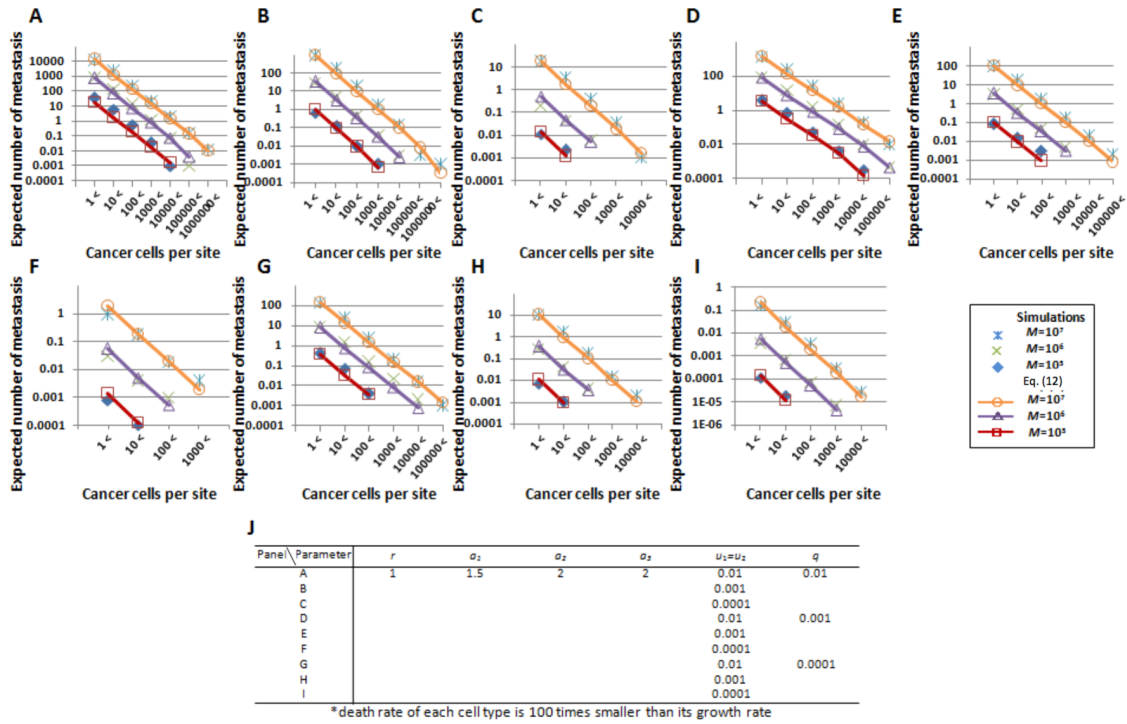 A B C D E
Expected number of metastasis
10000
1000
100
10
1
0.1
0.01
0.001
0.0001
1 <
10 <
100 <
1000 <
10000 <
100000 <
1000000 <
Cancer cells per site
Expected number of metastasis
100
10
1
0.1
0.01
0.001
0.0001
1 <
10 <
100 <
1000 <
10000 <
100000 <
1000000 <
Cancer cells per site
Expected number of metastasis
10
1
0.1
0.01
0.001
0.0001
1 <
10 <
100 <
1000 <
10000 <
Cancer cells per site
Expected number of metastasis
100
1
0.01
0.0001
1 <
10 <
100 <
1000 <
10000 <
100000 <
Cancer cells per site
Expected number of metastasis
100
10
1
0.1
0.01
0.001
0.0001
1 <
10 <
100 <
1000 <
10000 <
100000 <
Cancer cells per site
F G H I
Expected number of metastasis
1
0.1
0.01
0.001
0.0001
1 <
10 <
100 <
1000 <
Cancer cells per site
Expected number of metastasis
100
10
1
0.1
0.01
0.001
0.0001
1 <
10 <
100 <
1000 <
10000 <
100000 <
Cancer cells per site
Expected number of metastasis
10
1
0.1
0.01
0.001
0.0001
1 <
10 <
100 <
1000 <
10000 <
Cancer cells per site
Expected number of metastasis
1
0.1
0.01
0.001
0.0001
1E-05
1E-06
1 <
10 <
100 <
1000 <
10000 <
Cancer cells per site
Simulations
M=10⁷
M=10⁶
M=10⁵
Eq. (12)
M=10⁷
M=10⁶
M=10⁵
J
Panel \ Parameter r a₁ a₂ a₃ u₁=u₂ q
A 1 1.5 2 2 0.01 0.01
B 0.001
C 0.0001
D 0.01 0.001
E 0.001
F 0.0001
G 0.01 0.0001
H 0.001
I 0.0001
*death rate of each cell type is 100 times smaller than its growth rate